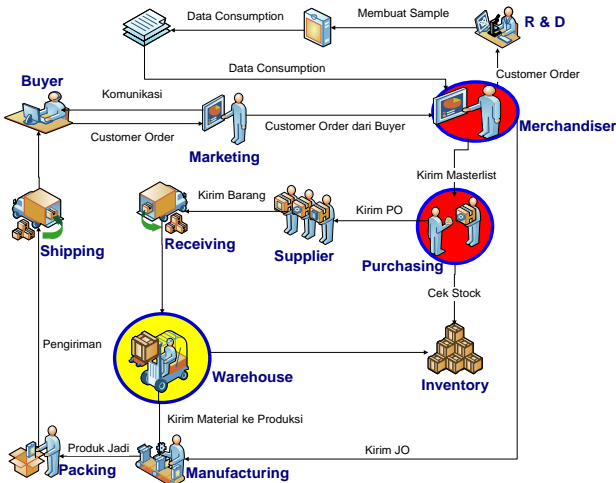 Data Consumption
Membuat Sample
R & D
Data Consumption
Customer Order
Buyer
Komunikasi
Customer Order
Marketing
Customer Order dari Buyer
Merchandiser
Kirim Masterlist
Kirim Barang
Kirim PO
Shipping
Receiving
Supplier
Purchasing
Cek Stock
Pengiriman
Warehouse
Inventory
Kirim Material ke Produksi
Produk Jadi
Kirim JO
Packing
Manufacturing